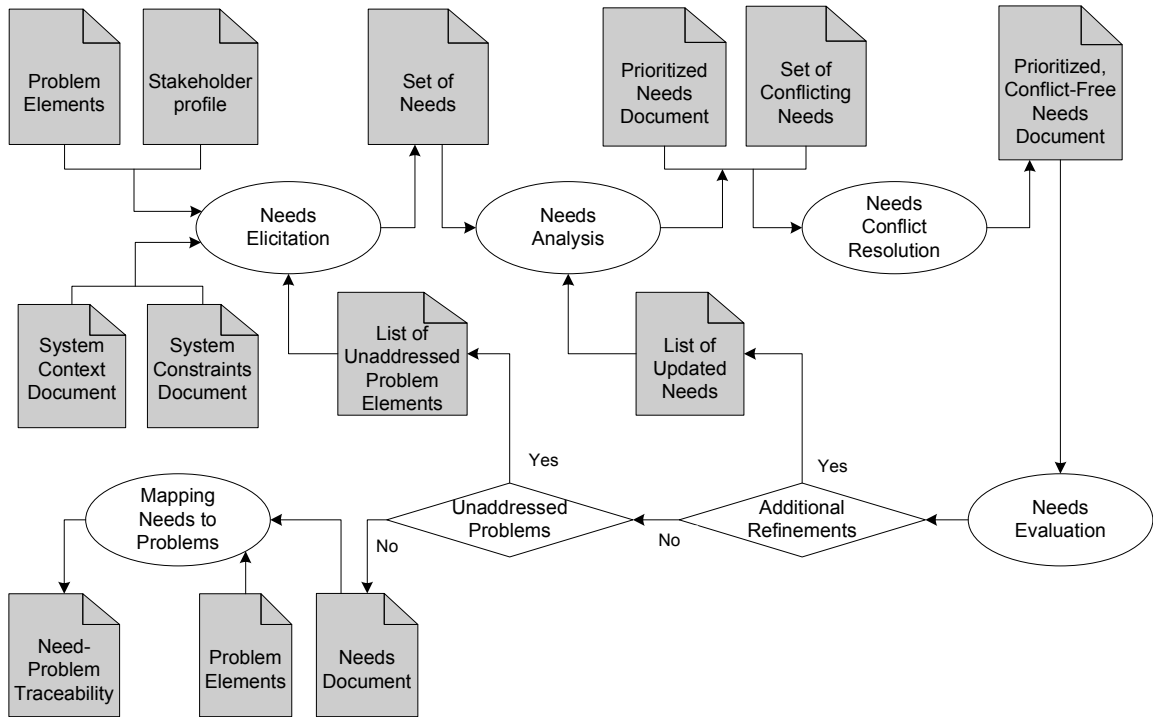 Problem
Elements
Stakeholder
profile
Set of
Needs
Prioritized
Needs
Document
Set of
Conflicting
Needs
Prioritized,
Conflict-Free
Needs
Document
Needs
Elicitation
Needs
Analysis
Needs
Conflict
Resolution
System
Context
Document
System
Constraints
Document
List of
Unaddressed
Problem
Elements
List of
Updated
Needs
Yes
Yes
Mapping
Needs to
Problems
Unaddressed
Problems
Additional
Refinements
Needs
Evaluation
No
No
Need-
Problem
Traceability
Problem
Elements
Needs
Document